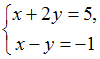 x + 2y = 5,
x − y = −1